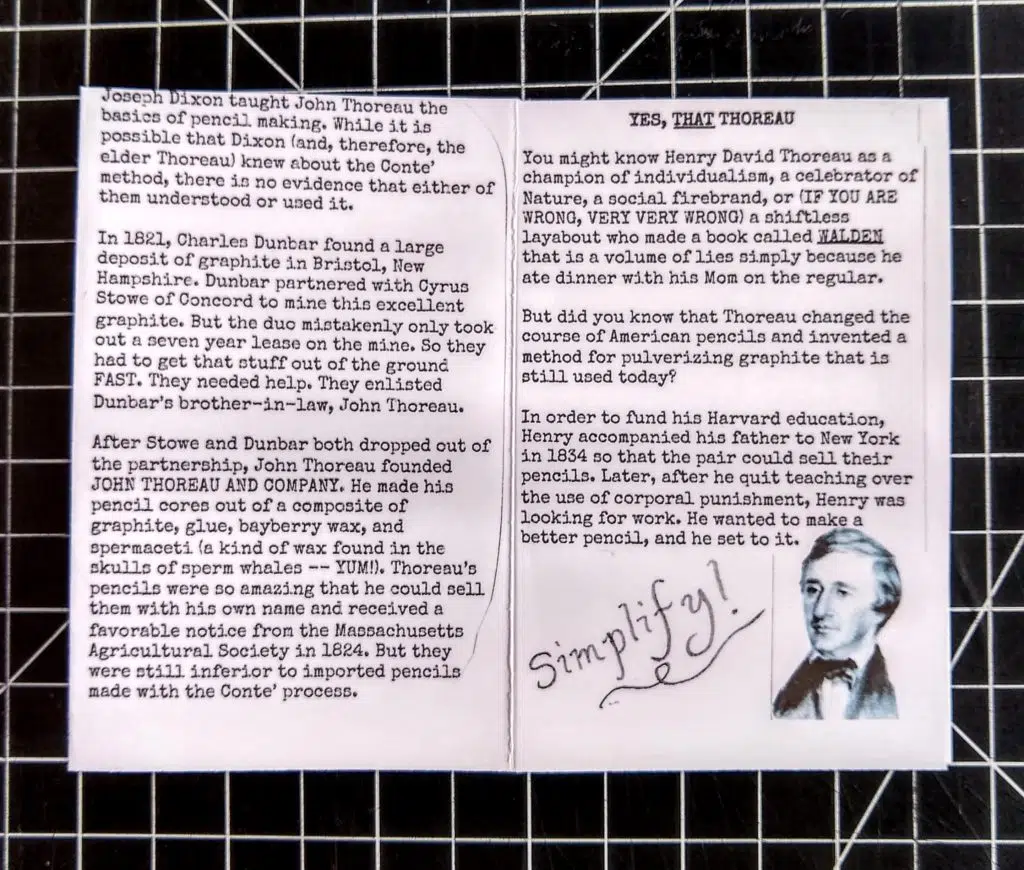 Joseph Dixon taught John Thoreau the
basics of pencil making. While it is
possible that Dixon (and, therefore, the
elder Thoreau) knew about the Conte'
method, there is no evidence that either of
them understood or used it.
In 1821, Charles Dunbar found a large
deposit of graphite in Bristol, New
Hampshire. Dunbar partnered with Cyrus
Stowe of Concord to mine this excellent
graphite. But the duo mistakenly only took
out a seven year lease on the mine. So they
had to get that stuff out of the ground
FAST. They needed help. They enlisted
Dunbar's brother-in-law, John Thoreau.
After Stowe and Dunbar both dropped out of
the partnership, John Thoreau founded
JOHN THOREAU AND COMPANY. He made his
pencil cores out of a composite of
graphite, glue, bayberry wax, and
spermaceti (a kind of wax found in the
skulls of sperm whales -- YUM!). Thoreau's
pencils were so amazing that he could sell
them with his own name and received a
favorable notice from the Massachusetts
Agricultural Society in 1824. But they
were still inferior to imported pencils
made with the Conte' process.
YES, THAT THOREAU
You might know Henry David Thoreau as a
champion of individualism, a celebrator of
Nature, a social firebrand, or (IF YOU ARE
WRONG, VERY VERY WRONG) a shiftless
layabout who made a book called WALDEN
that is a volume of lies simply because he
ate dinner with his Mom on the regular.
But did you know that Thoreau changed the
course of American pencils and invented a
method for pulverizing graphite that is
still used today?
In order to fund his Harvard education,
Henry accompanied his father to New York
in 1834 so that the pair could sell their
pencils. Later, after he quit teaching over
the use of corporal punishment, Henry was
looking for work. He wanted to make a
better pencil, and he set to it.
Simplify!